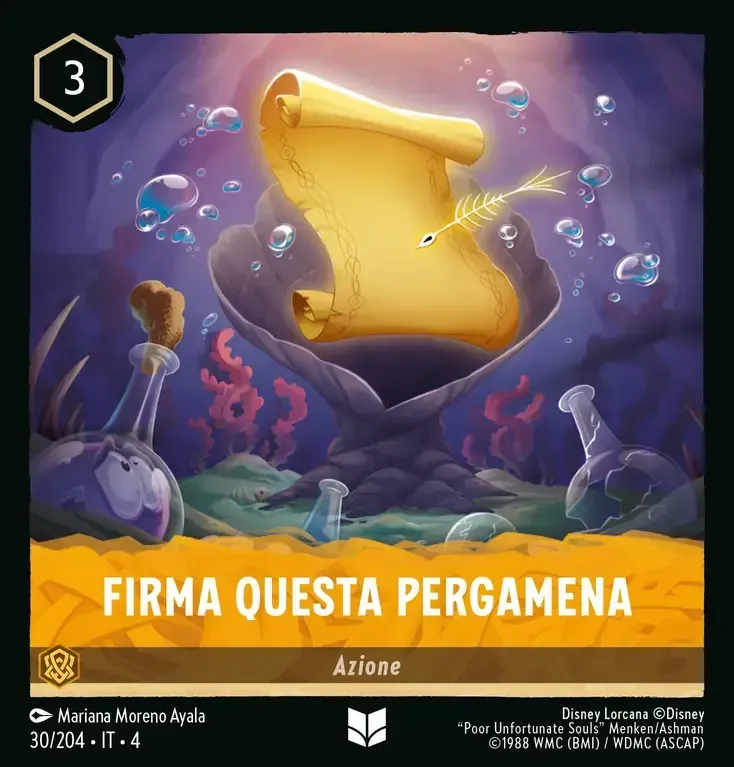 3
FIRMA QUESTA PERGAMENA
Azione
Mariana Moreno Ayala
30/204 • IT • 4
Disney Lorcana ©Disney
“Poor Unfortunate Souls” Menken/Ashman
©1988 WMC (BMI) / WDMC (ASCAP)